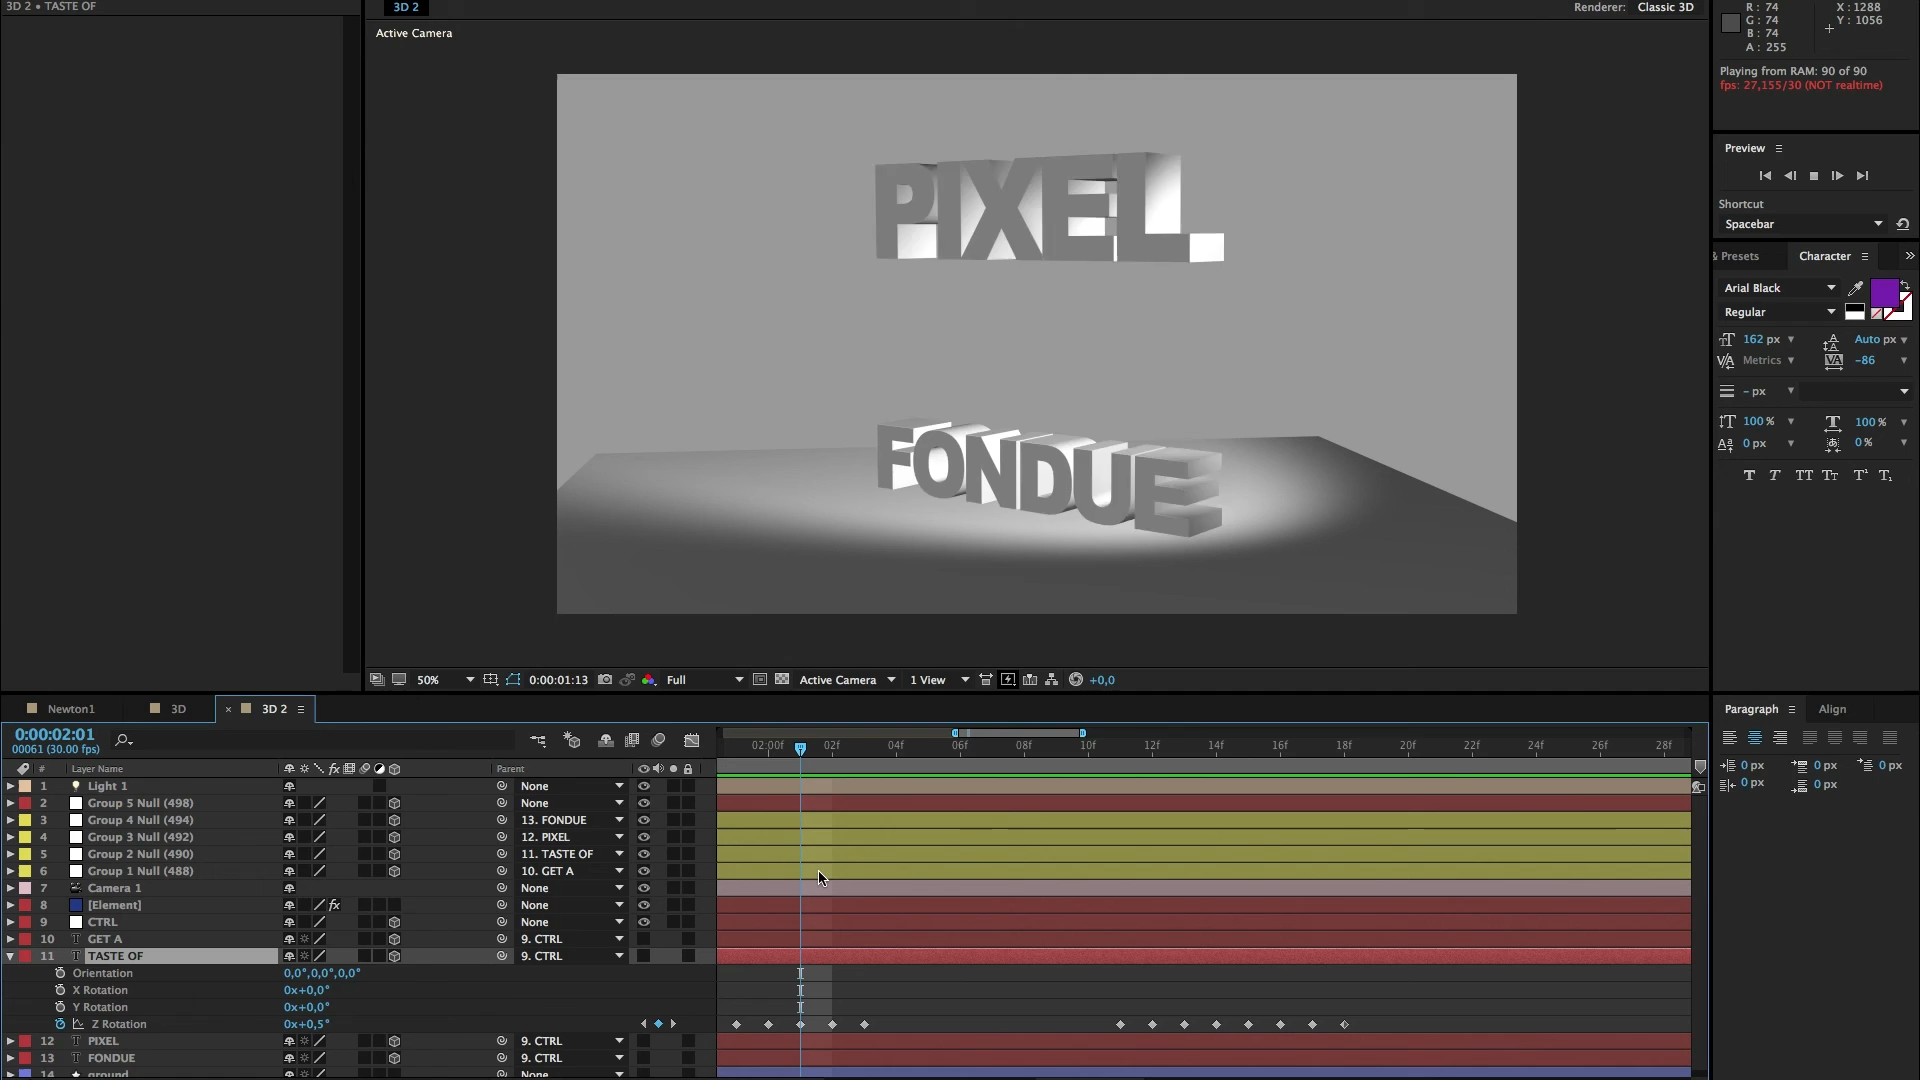 3D 2 • TASTE OF
3D 2
Renderer: Classic 3D
Active Camera
R : 74
G : 74
B : 74
A : 255
X : 1288
Y : 1056
Playing from RAM: 90 of 90
fps: 27,155/30 (NOT realtime)
PIXEL.
FONDUE
Preview
Shortcut
Spacebar
& Presets
Character
Arial Black
Regular
162 px
Auto px
Metrics
-86
- px
100 %
100 %
0 px
0 %
50%
0:00:01:13
Full
Active Camera
1 View
+0,0
Newton1
3D
3D 2
Paragraph
Align
0 px
0 px
0 px
0 px
0 px
0:00:02:01
00061 (30.00 fps)
02:00f 02f 04f 06f 08f 10f 12f 14f 16f 18f 20f 22f 24f 26f 28f
# Layer Name fx Parent
1 Light 1 None
2 Group 5 Null (498) None
3 Group 4 Null (494) 13. FONDUE
4 Group 3 Null (492) 12. PIXEL
5 Group 2 Null (490) 11. TASTE OF
6 Group 1 Null (488) 10. GET A
7 Camera 1 None
8 [Element] fx None
9 CTRL None
10 T GET A 9. CTRL
11 T TASTE OF 9. CTRL
Orientation 0,0°,0,0°,0,0°
X Rotation 0x+0,0°
Y Rotation 0x+0,0°
Z Rotation 0x+0,5°
12 T PIXEL 9. CTRL
13 T FONDUE 9. CTRL
14 ground None